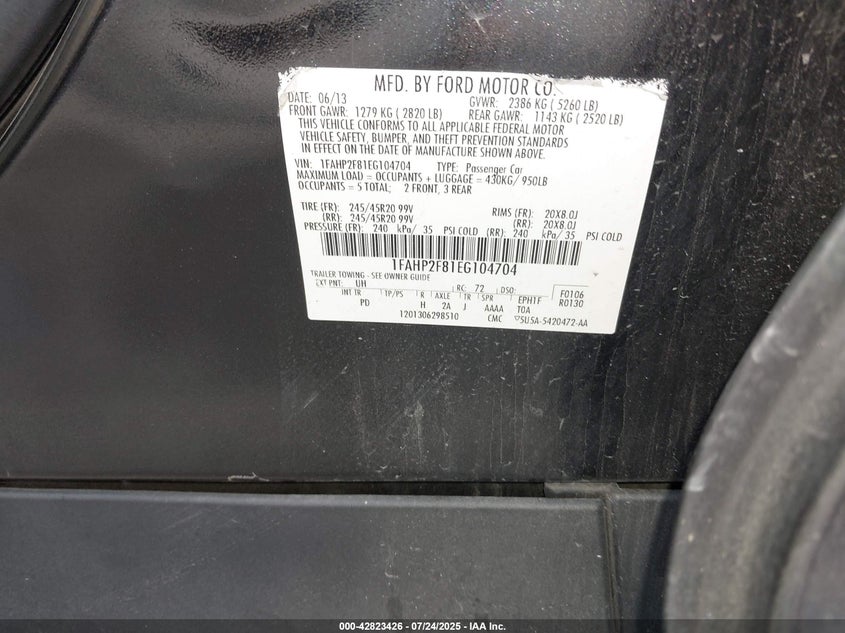 MFD. BY FORD MOTOR CO.
DATE: 06/13 GVWR: 2386 KG ( 5260 LB)
FRONT GAWR: 1279 KG ( 2820 LB) REAR GAWR: 1143 KG ( 2520 LB)
THIS VEHICLE CONFORMS TO ALL APPLICABLE FEDERAL MOTOR
VEHICLE SAFETY, BUMPER, AND THEFT PREVENTION STANDARDS
IN EFFECT ON THE DATE OF MANUFACTURE SHOWN ABOVE.
VIN: 1FAHP2F81EG104704 TYPE: Passenger Car
MAXIMUM LOAD = OCCUPANTS + LUGGAGE = 430KG/ 950LB
OCCUPANTS = 5 TOTAL; 2 FRONT, 3 REAR
TIRE (FR): 245/45R20 99V RIMS (FR): 20X8.0J
(RR): 245/45R20 99V (RR): 20X8.0J
PRESSURE (FR): 240 kPa/ 35 PSI COLD (RR): 240 kPa/ 35 PSI COLD
1FAHP2F81EG104704
TRAILER TOWING - SEE OWNER GUIDE
EXT PNT: UH RC: 72 DSO: F0106
INT TR TP/PS R AXLE TR SPR EPH1F R0130
PD H 2A J AAAA T0A
1201306298510 CMC 5U5A-5420472-AA
000-42823426 | 07/24/2025 - IAA Inc.